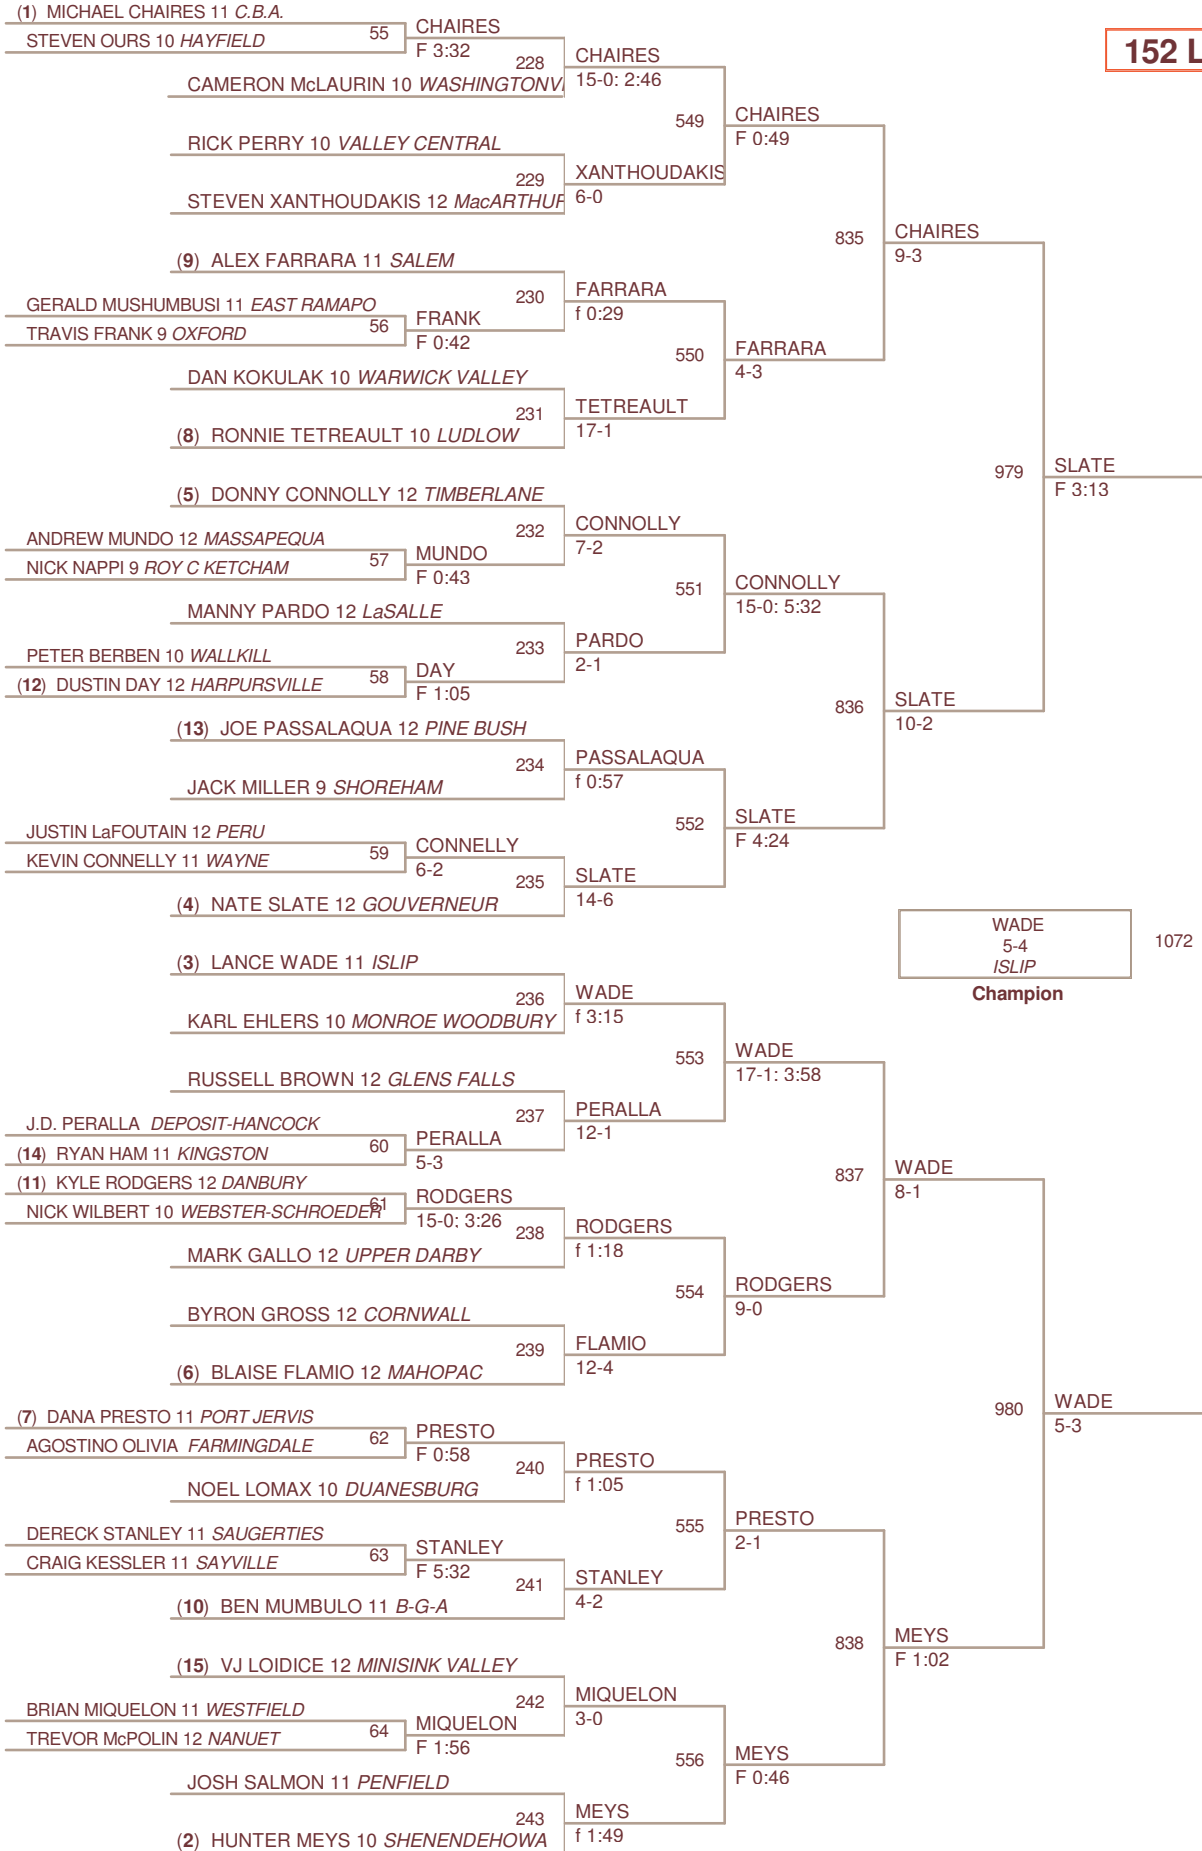 (1) MICHAEL CHAIRES 11 C.B.A.
55
STEVEN OURS 10 HAYFIELD
CHAIRES
F 3:32
228
CAMERON McLAURIN 10 WASHINGTONVI
CHAIRES
15-0: 2:46
152 L
549
RICK PERRY 10 VALLEY CENTRAL
229
STEVEN XANTHOUDAKIS 12 MacARTHUR
XANTHOUDAKIS
6-0
CHAIRES
F 0:49
835
CHAIRES
9-3
(9) ALEX FARRARA 11 SALEM
230
GERALD MUSHUMBUSI 11 EAST RAMAPO
56
TRAVIS FRANK 9 OXFORD
FRANK
F 0:42
FARRARA
f 0:29
550
FARRARA
4-3
DAN KOKULAK 10 WARWICK VALLEY
231
(8) RONNIE TETREAULT 10 LUDLOW
TETREAULT
17-1
979
SLATE
F 3:13
(5) DONNY CONNOLLY 12 TIMBERLANE
232
ANDREW MUNDO 12 MASSAPEQUA
57
NICK NAPPI 9 ROY C KETCHAM
MUNDO
F 0:43
CONNOLLY
7-2
551
CONNOLLY
15-0: 5:32
MANNY PARDO 12 LaSALLE
233
PETER BERBEN 10 WALLKILL
58
(12) DUSTIN DAY 12 HARPURSVILLE
DAY
F 1:05
PARDO
2-1
836
SLATE
10-2
(13) JOE PASSALAQUA 12 PINE BUSH
234
JACK MILLER 9 SHOREHAM
PASSALAQUA
f 0:57
552
SLATE
F 4:24
JUSTIN LaFOUTAIN 12 PERU
59
KEVIN CONNELLY 11 WAYNE
CONNELLY
6-2
235
(4) NATE SLATE 12 GOUVERNEUR
SLATE
14-6
WADE
5-4
ISLIP
Champion
1072
(3) LANCE WADE 11 ISLIP
236
KARL EHLERS 10 MONROE WOODBURY
WADE
f 3:15
553
WADE
17-1: 3:58
RUSSELL BROWN 12 GLENS FALLS
237
J.D. PERALLA DEPOSIT-HANCOCK
60
(14) RYAN HAM 11 KINGSTON
PERALLA
5-3
PERALLA
12-1
837
WADE
8-1
(11) KYLE RODGERS 12 DANBURY
61
NICK WILBERT 10 WEBSTER-SCHROEDER
RODGERS
15-0: 3:26
238
MARK GALLO 12 UPPER DARBY
RODGERS
f 1:18
554
RODGERS
9-0
BYRON GROSS 12 CORNWALL
239
(6) BLAISE FLAMIO 12 MAHOPAC
FLAMIO
12-4
980
WADE
5-3
(7) DANA PRESTO 11 PORT JERVIS
62
AGOSTINO OLIVIA FARMINGDALE
PRESTO
F 0:58
240
NOEL LOMAX 10 DUANESBURG
PRESTO
f 1:05
555
PRESTO
2-1
DERECK STANLEY 11 SAUGERTIES
63
CRAIG KESSLER 11 SAYVILLE
STANLEY
F 5:32
241
(10) BEN MUMBULO 11 B-G-A
STANLEY
4-2
838
MEYS
F 1:02
(15) VJ LOIDICE 12 MINISINK VALLEY
242
BRIAN MIQUELON 11 WESTFIELD
64
TREVOR McPOLIN 12 NANUET
MIQUELON
F 1:56
MIQUELON
3-0
556
MEYS
F 0:46
JOSH SALMON 11 PENFIELD
243
(2) HUNTER MEYS 10 SHENENDEHOWA
MEYS
f 1:49